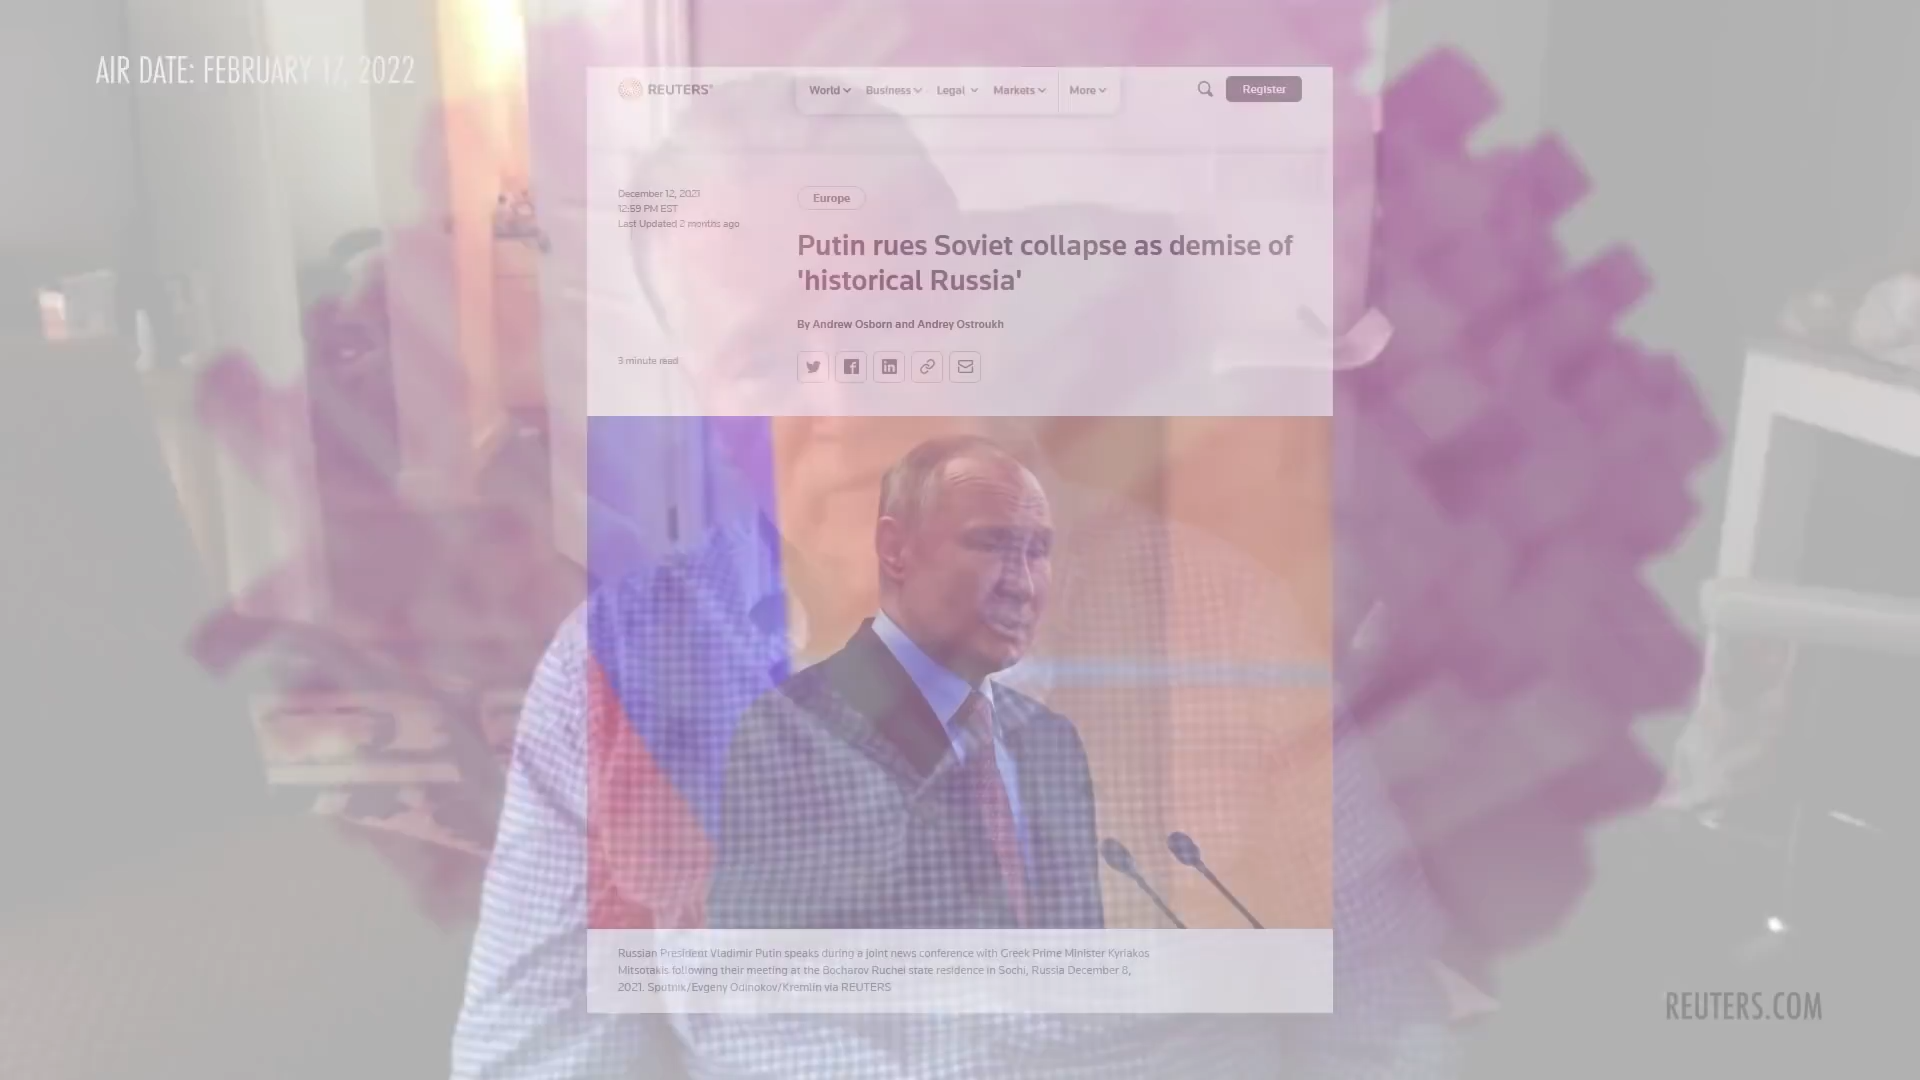 AIR DATE: FEBRUARY 17, 2022
REUTERS®
World
Business
Legal
Markets
More
Register
December 12, 2021
12:59 PM EST
Last Updated 2 months ago
Europe
Putin rues Soviet collapse as demise of
'historical Russia'
By Andrew Osborn and Andrey Ostroukh
3 minute read
Russian President Vladimir Putin speaks during a joint news conference with Greek Prime Minister Kyriakos
Mitsotakis following their meeting at the Bocharov Ruchei state residence in Sochi, Russia December 8,
2021. Sputnik/Evgeny Odinokov/Kremlin via REUTERS
REUTERS.COM